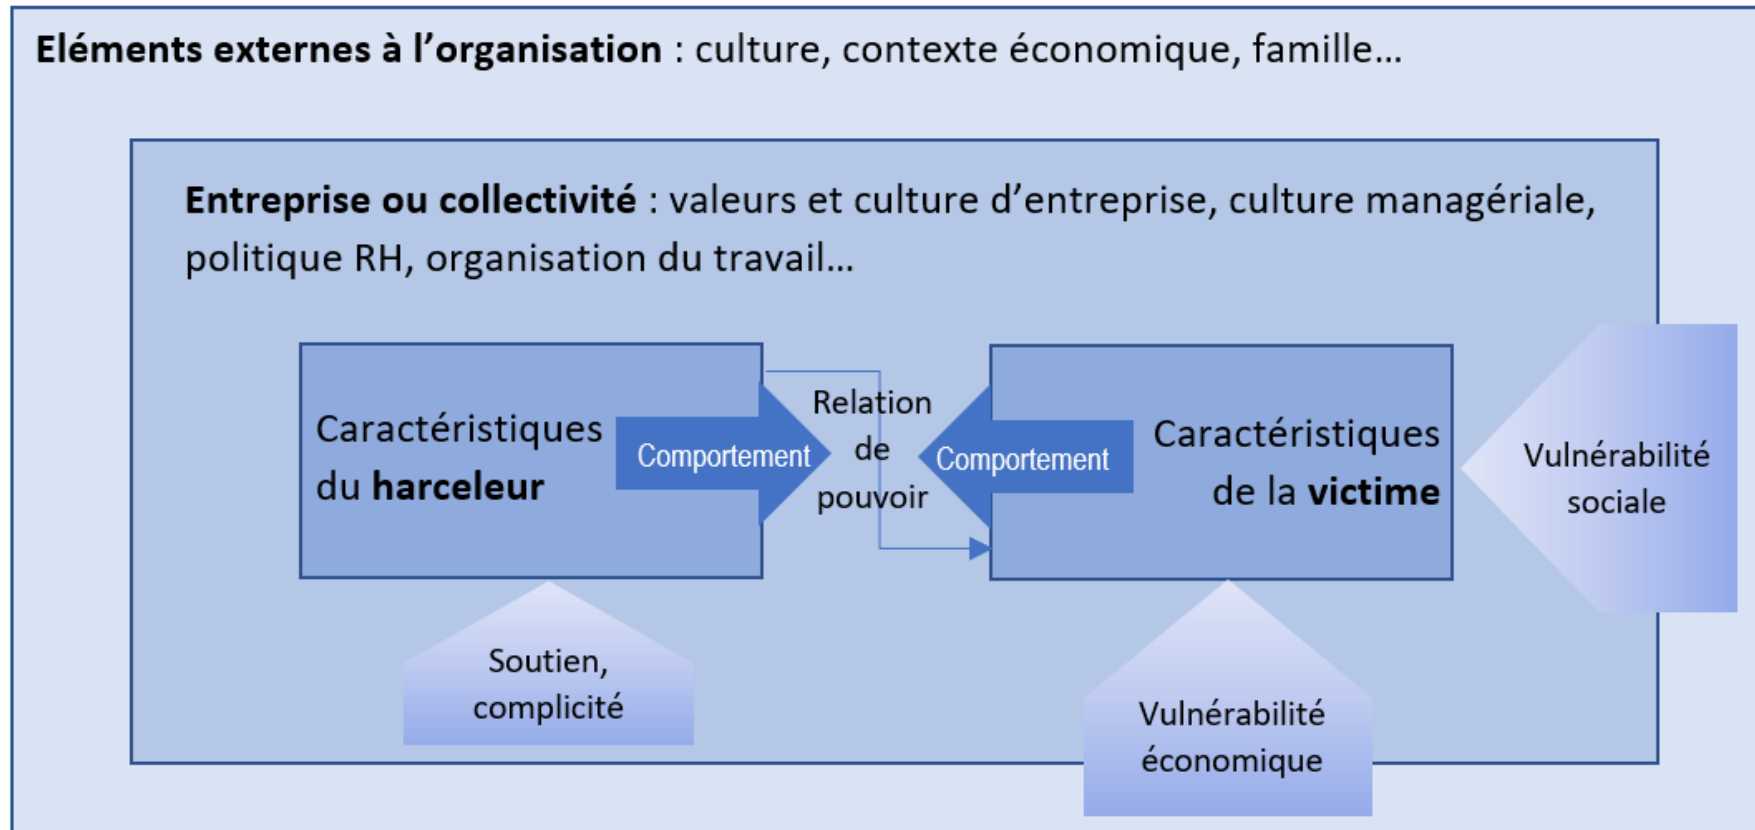 Eléments externes à l’organisation : culture, contexte économique, famille…
Entreprise ou collectivité : valeurs et culture d’entreprise, culture managériale,
politique RH, organisation du travail…
Caractéristiques
du harceleur
Comportement
Relation
de
pouvoir
Comportement
Caractéristiques
de la victime
Vulnérabilité
sociale
Soutien,
complicité
Vulnérabilité
économique